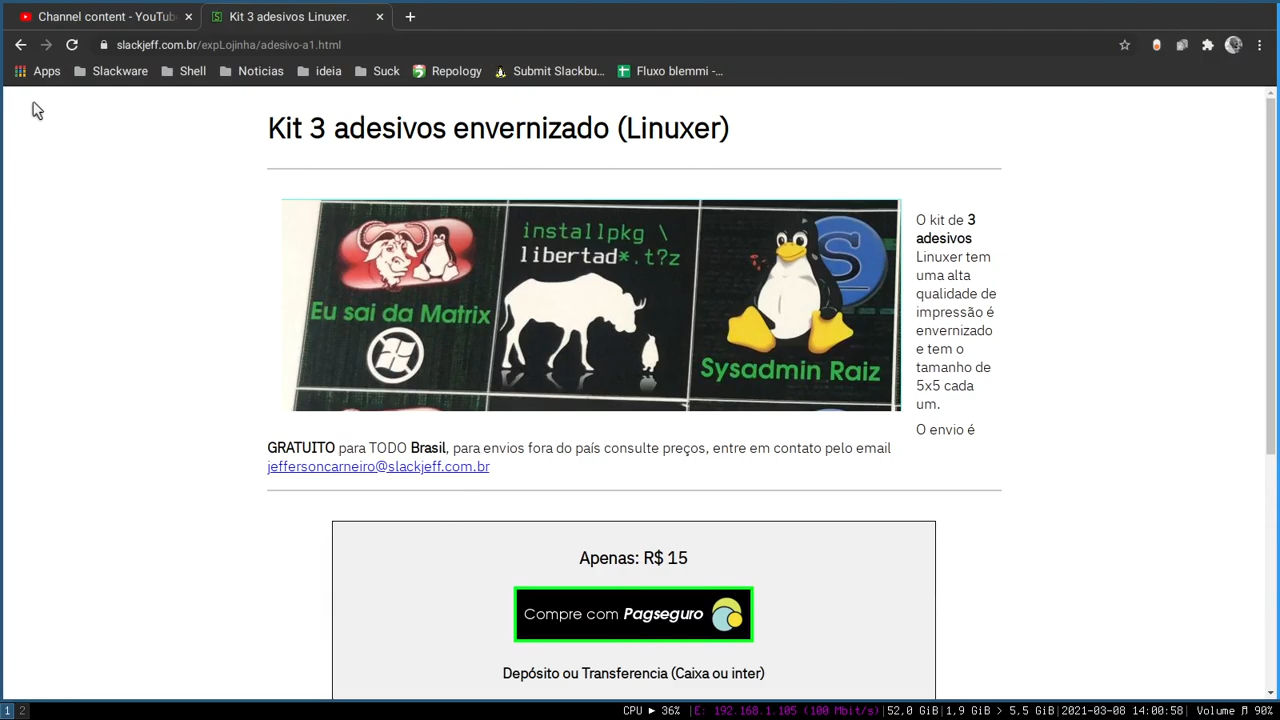 Channel content - YouTub
Kit 3 adesivos Linuxer.
slackjeff.com.br/expLojinha/adesivo-a1.html
Apps
Slackware
Shell
Noticias
ideia
Suck
Repology
Submit Slackbu...
Fluxo blemmi -...
Kit 3 adesivos envernizado (Linuxer)
Eu sai da Matrix
installpkg \
libertad*.t?z
Sysadmin Raiz
O kit de 3
adesivos
Linuxer tem
uma alta
qualidade de
impressão é
envernizado
e tem o
tamanho de
5x5 cada
um.
O envio é
GRATUITO para TODO Brasil, para envios fora do país consulte preços, entre em contato pelo email
jeffersoncarneiro@slackjeff.com.br
Apenas: R$ 15
Compre com Pagseguro
Depósito ou Transferencia (Caixa ou inter)
1 2
CPU ▶ 36% |E: 192.168.1.105 (100 Mbit/s)|52,0 GiB|1,9 GiB > 5,5 GiB|2021-03-08 14:00:58| Volume ♬ 90%